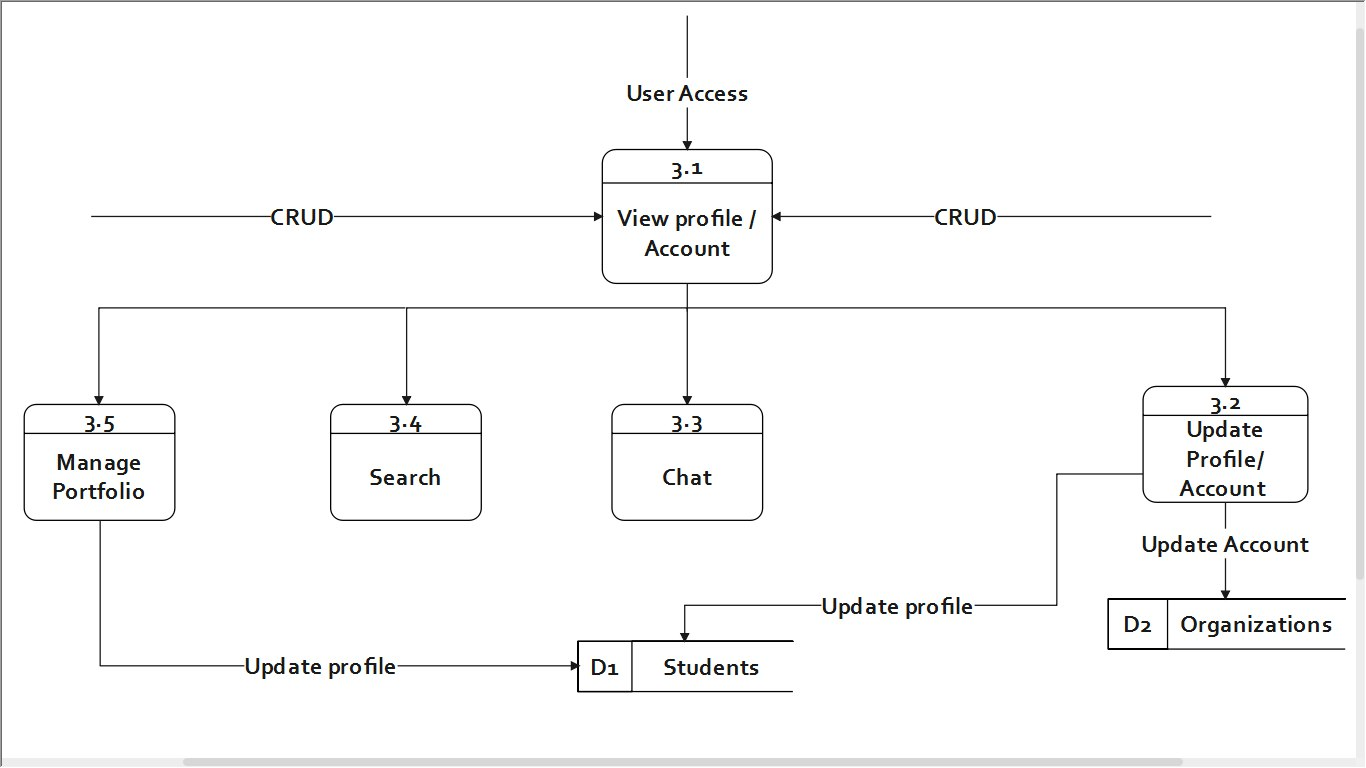 User Access
3.1
View profile /
Account
CRUD
CRUD
3.5
Manage
Portfolio
3.4
Search
3.3
Chat
3.2
Update
Profile/
Account
Update Account
Update profile
D2 Organizations
Update profile
D1 Students